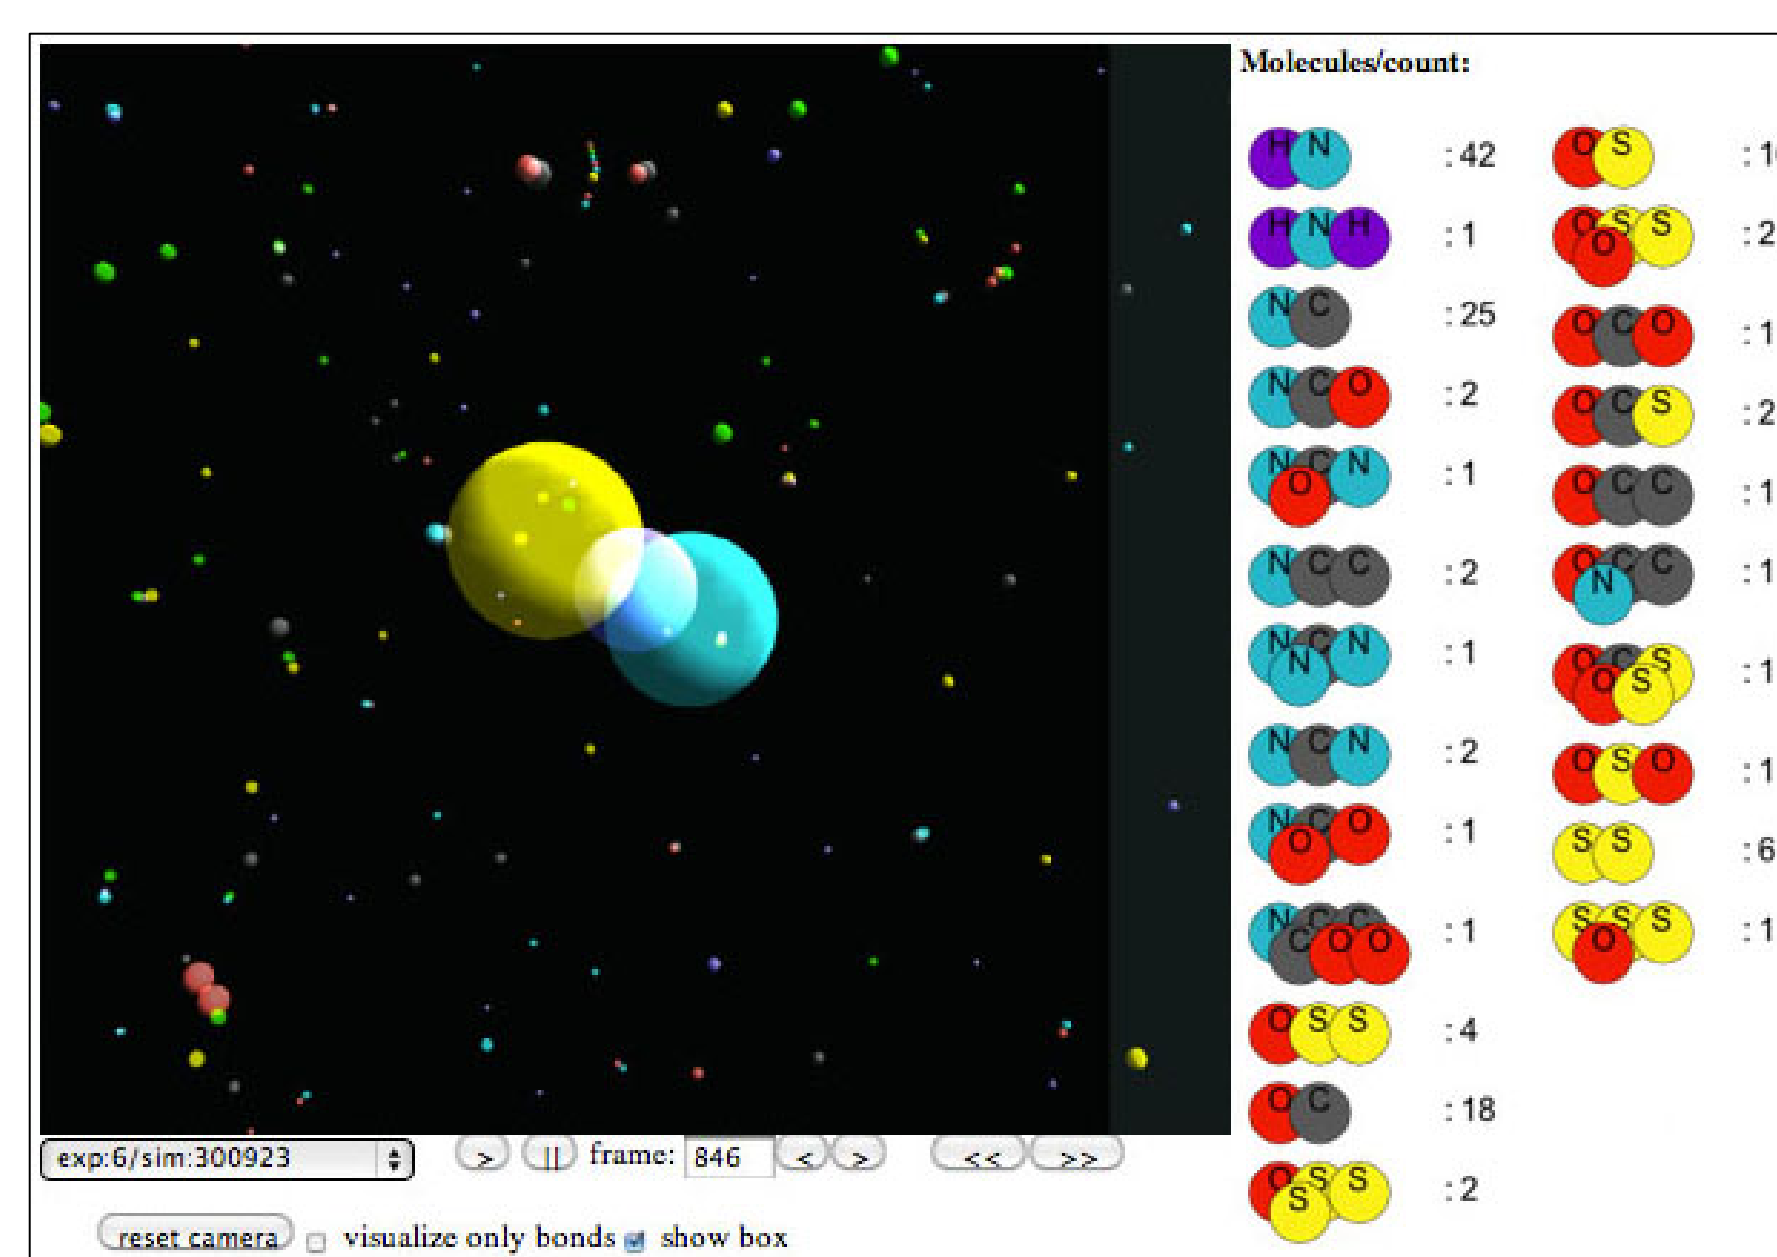 Molecules/count:
H N :42
H N H :1
N C :25
N C O :2
N C N O :1
N C C :2
N C N N :1
N C N :2
N C O O :1
N C C C O O :1
O S S :4
O C :18
O S S S :2
O S
O S S O :2
O C O :1
O C S :2
O C C :1
O C C N :1
O C S O S :1
O S O :1
S S :6
S S S O :1
exp:6/sim:300923
> || frame: 846 < > << >>
reset camera visualize only bonds show box